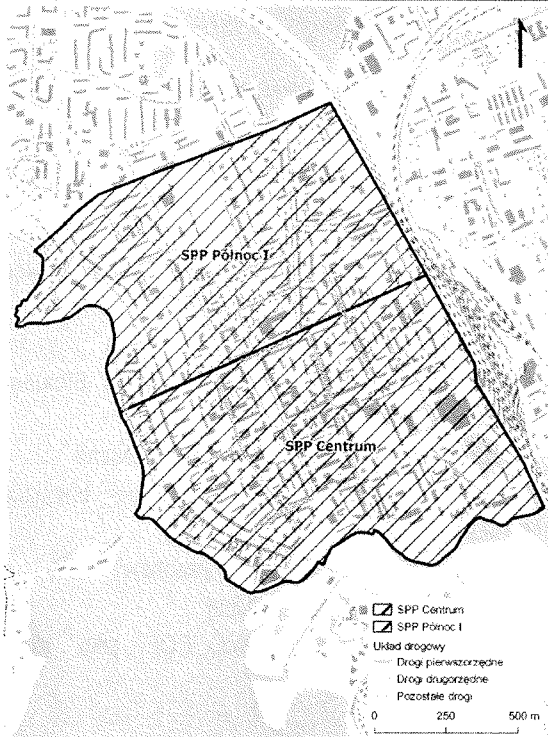 SPP Północ I
SPP Centrum
SPP Centrum
SPP Północ I
Układ drogowy
Drogi pierwszorzędne
Drogi drugorzędne
Pozostałe drogi
0 250 500 m